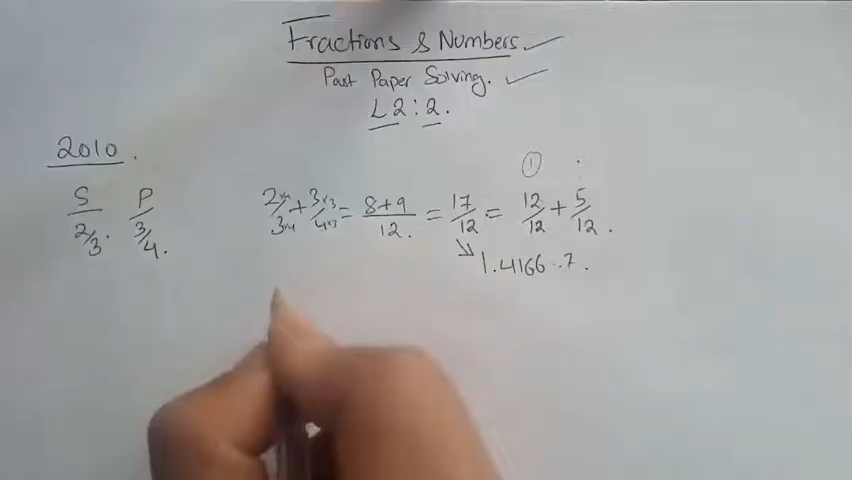 Fractions & Numbers ✓
Past Paper Solving. ✓
L2:2.
2010.
S P
2/3. 3/4.
2×4/3×4 + 3×3/4×3 = 8+9/12. = 17/12 = 12/12 + 5/12.
①
1.4166..7.